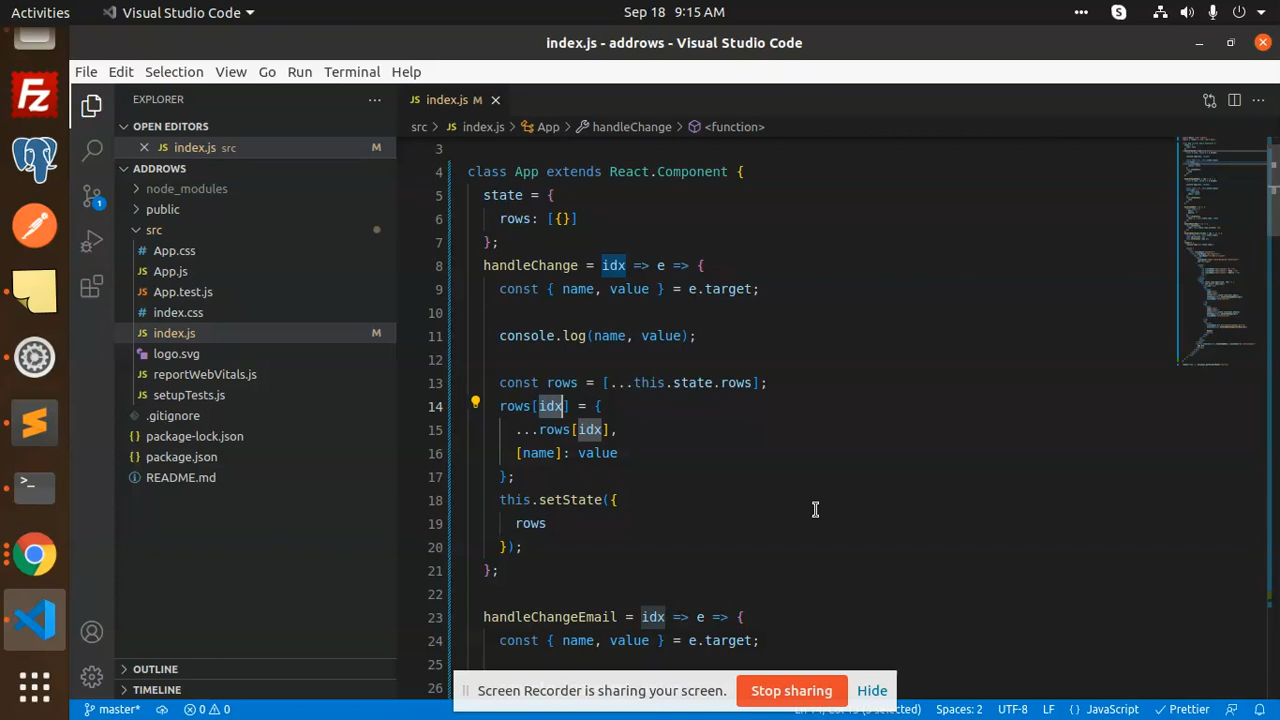 Activities
Visual Studio Code
Sep 18 9:15 AM
index.js - addrows - Visual Studio Code
File Edit Selection View Go Run Terminal Help
EXPLORER
OPEN EDITORS
index.js src M
ADDROWS
node_modules
public
src
App.css
App.js
App.test.js
index.css
index.js M
logo.svg
reportWebVitals.js
setupTests.js
.gitignore
package-lock.json
package.json
README.md
OUTLINE
TIMELINE
index.js M
src > index.js > App > handleChange > <function>
3
4 class App extends React.Component {
5 state = {
6 rows: [{}]
7 };
8 handleChange = idx => e => {
9 const { name, value } = e.target;
10
11 console.log(name, value);
12
13 const rows = [...this.state.rows];
14 rows[idx] = {
15 ...rows[idx],
16 [name]: value
17 };
18 this.setState({
19 rows
20 });
21 };
22
23 handleChangeEmail = idx => e => {
24 const { name, value } = e.target;
25
26
Screen Recorder is sharing your screen. Stop sharing Hide
master* 0 0 Spaces: 2 UTF-8 LF {} JavaScript Prettier